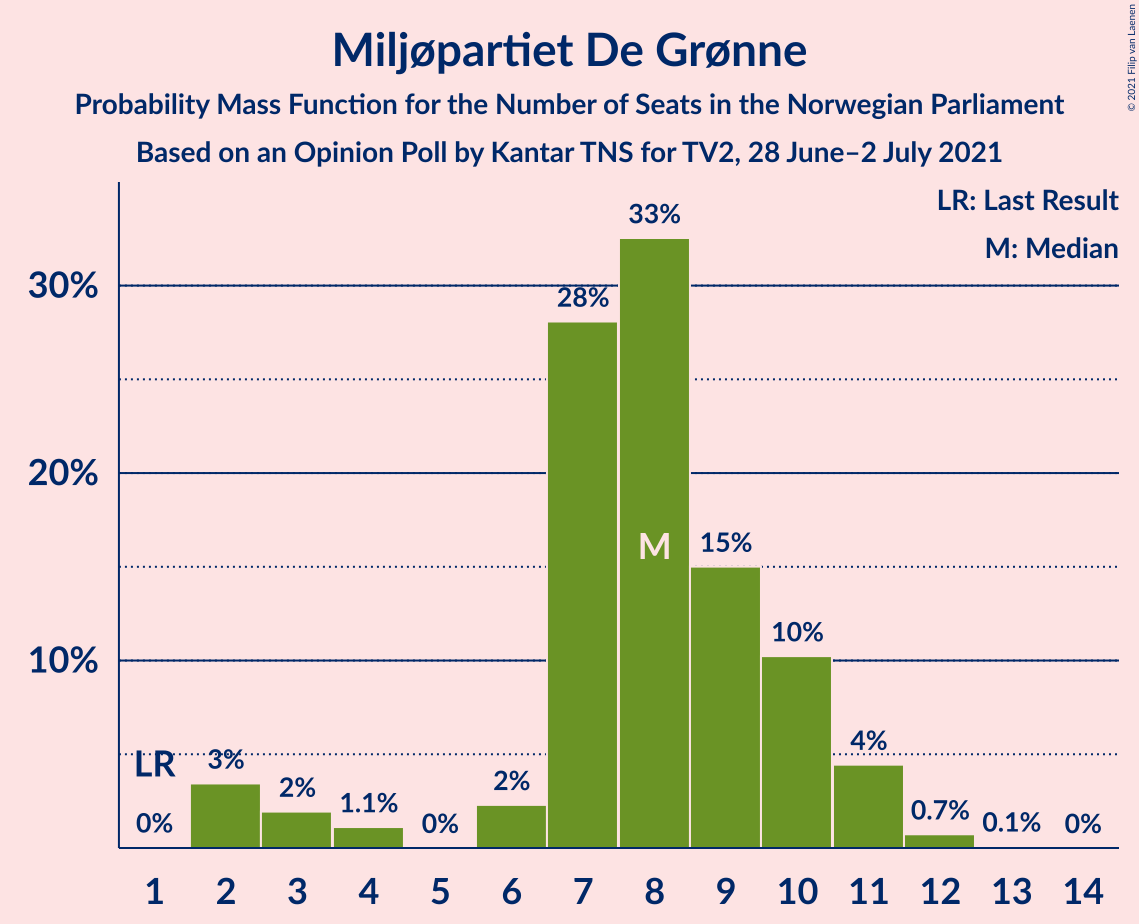 Miljøpartiet De Grønne
Probability Mass Function for the Number of Seats in the Norwegian Parliament
Based on an Opinion Poll by Kantar TNS for TV2, 28 June–2 July 2021
© 2021 Filip van Laenen
LR: Last Result
M: Median
30%
20%
10%
LR
0%
3%
2%
1.1%
0%
2%
28%
33%
M
15%
10%
4%
0.7%
0.1%
0%
1 2 3 4 5 6 7 8 9 10 11 12 13 14